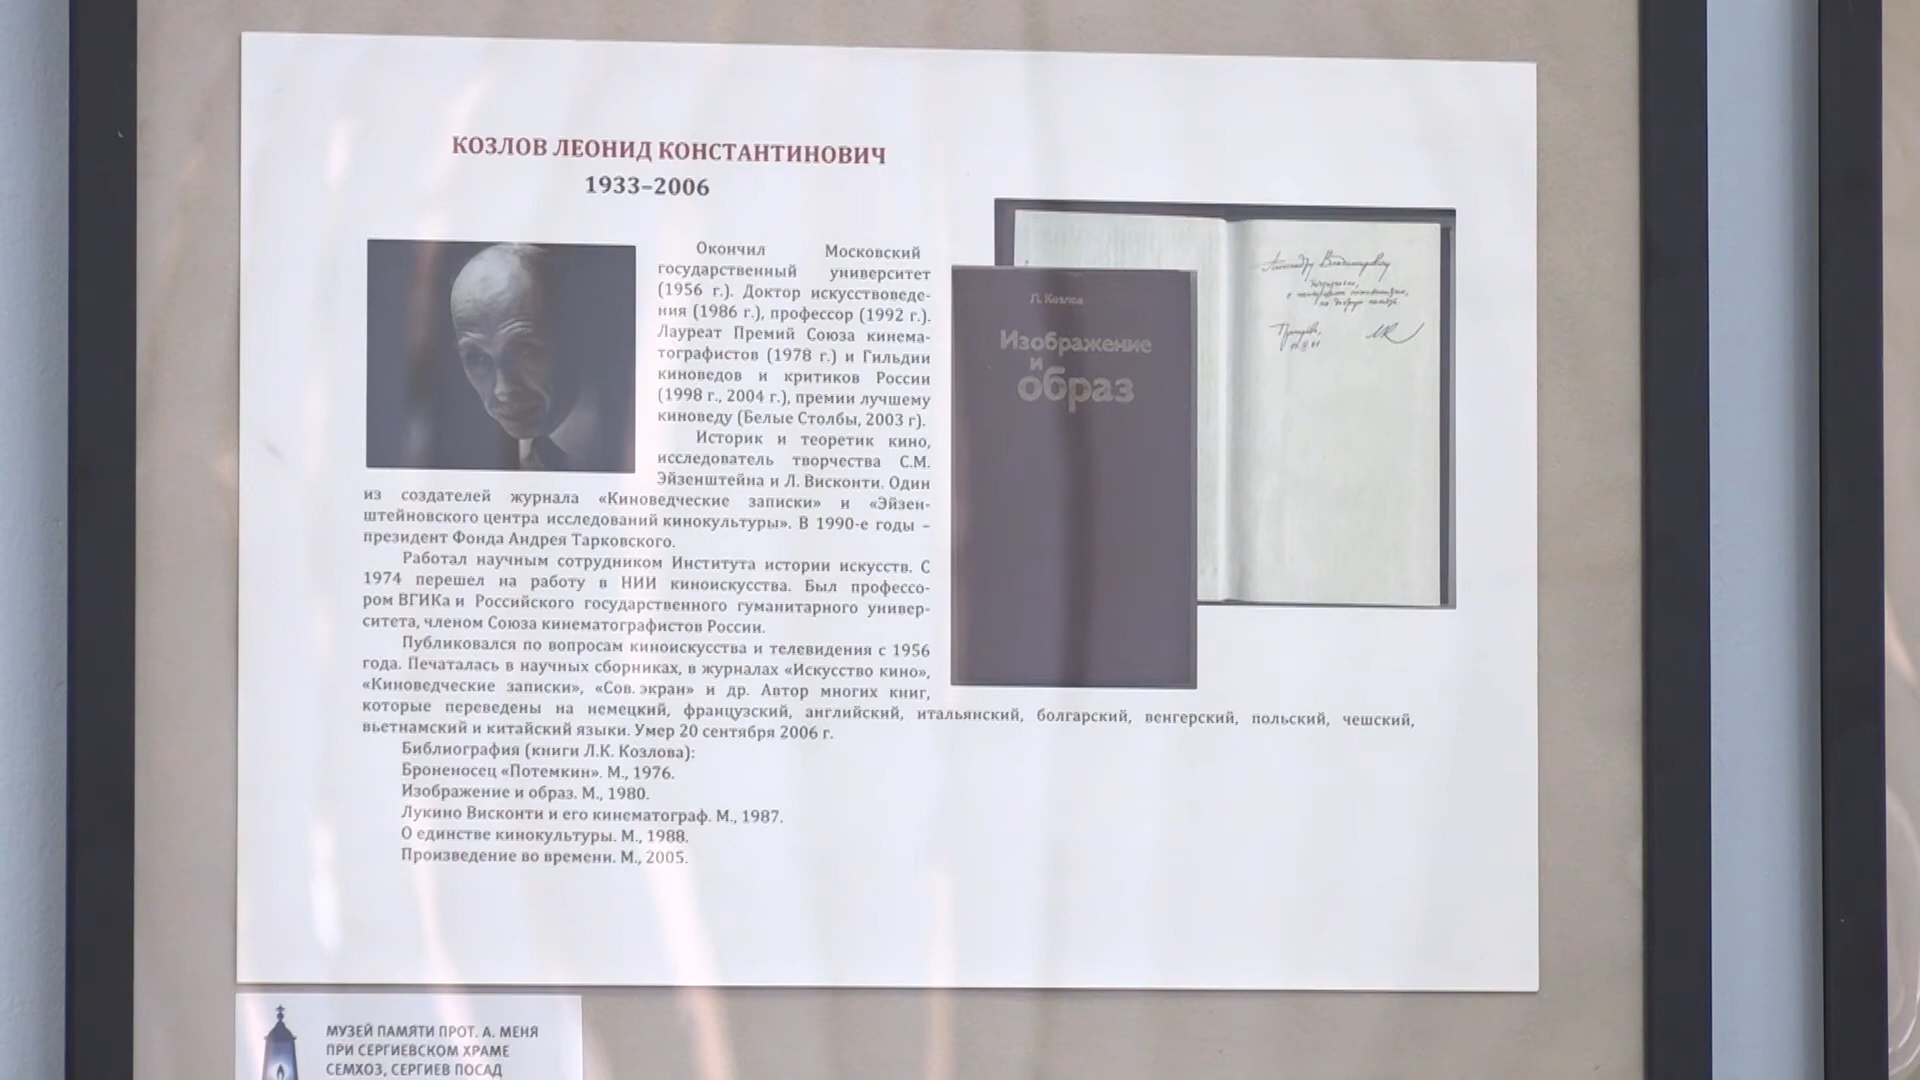 КОЗЛОВ ЛЕОНИД КОНСТАНТИНОВИЧ
1933–2006
Окончил Московский
государственный университет
(1956 г.). Доктор искусствоведе-
ния (1986 г.), профессор (1992 г.).
Лауреат Премий Союза кинема-
тографистов (1978 г.) и Гильдии
киноведов и критиков России
(1998 г., 2004 г.), премии лучшему
киноведу (Белые Столбы, 2003 г).
Историк и теоретик кино,
исследователь творчества С.М.
Эйзенштейна и Л. Висконти. Один
из создателей журнала «Киноведческие записки» и «Эйзен-
штейновского центра исследований кинокультуры». В 1990-е годы –
президент Фонда Андрея Тарковского.
Работал научным сотрудником Института истории искусств. С
1974 перешел на работу в НИИ киноискусства. Был профессо-
ром ВГИКа и Российского государственного гуманитарного универ-
ситета, членом Союза кинематографистов России.
Публиковался по вопросам киноискусства и телевидения с 1956
года. Печаталась в научных сборниках, в журналах «Искусство кино»,
«Киноведческие записки», «Сов. экран» и др. Автор многих книг,
которые переведены на немецкий, французский, английский, итальянский, болгарский, венгерский, польский, чешский,
вьетнамский и китайский языки. Умер 20 сентября 2006 г.
Библиография (книги Л.К. Козлова):
Броненосец «Потемкин». М., 1976.
Изображение и образ. М., 1980.
Лукино Висконти и его кинематограф. М., 1987.
О единстве кинокультуры. М., 1988.
Произведение во времени. М., 2005.
Л. Козлов
Изображение
и
образ
Владимировичу
МУЗЕЙ ПАМЯТИ ПРОТ. А. МЕНЯ
ПРИ СЕРГИЕВСКОМ ХРАМЕ
СЕМХОЗ, СЕРГИЕВ ПОСАД